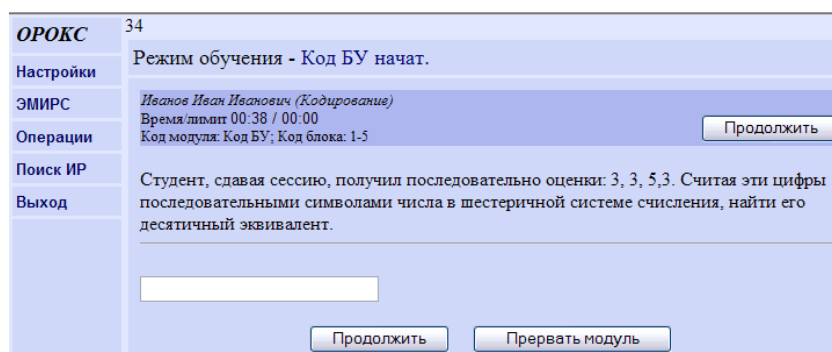 ОРОКС
Настройки
ЭМИРС
Операции
Поиск ИР
Выход
34
Режим обучения - Код БУ начат.
Иванов Иван Иванович (Кодирование)
Время/лимит 00:38 / 00:00
Код модуля: Код БУ; Код блока: 1-5
Продолжить
Студент, сдавая сессию, получил последовательно оценки: 3, 3, 5,3. Считая эти цифры
последовательными символами числа в шестеричной системе счисления, найти его
десятичный эквивалент.
Продолжить
Прервать модуль